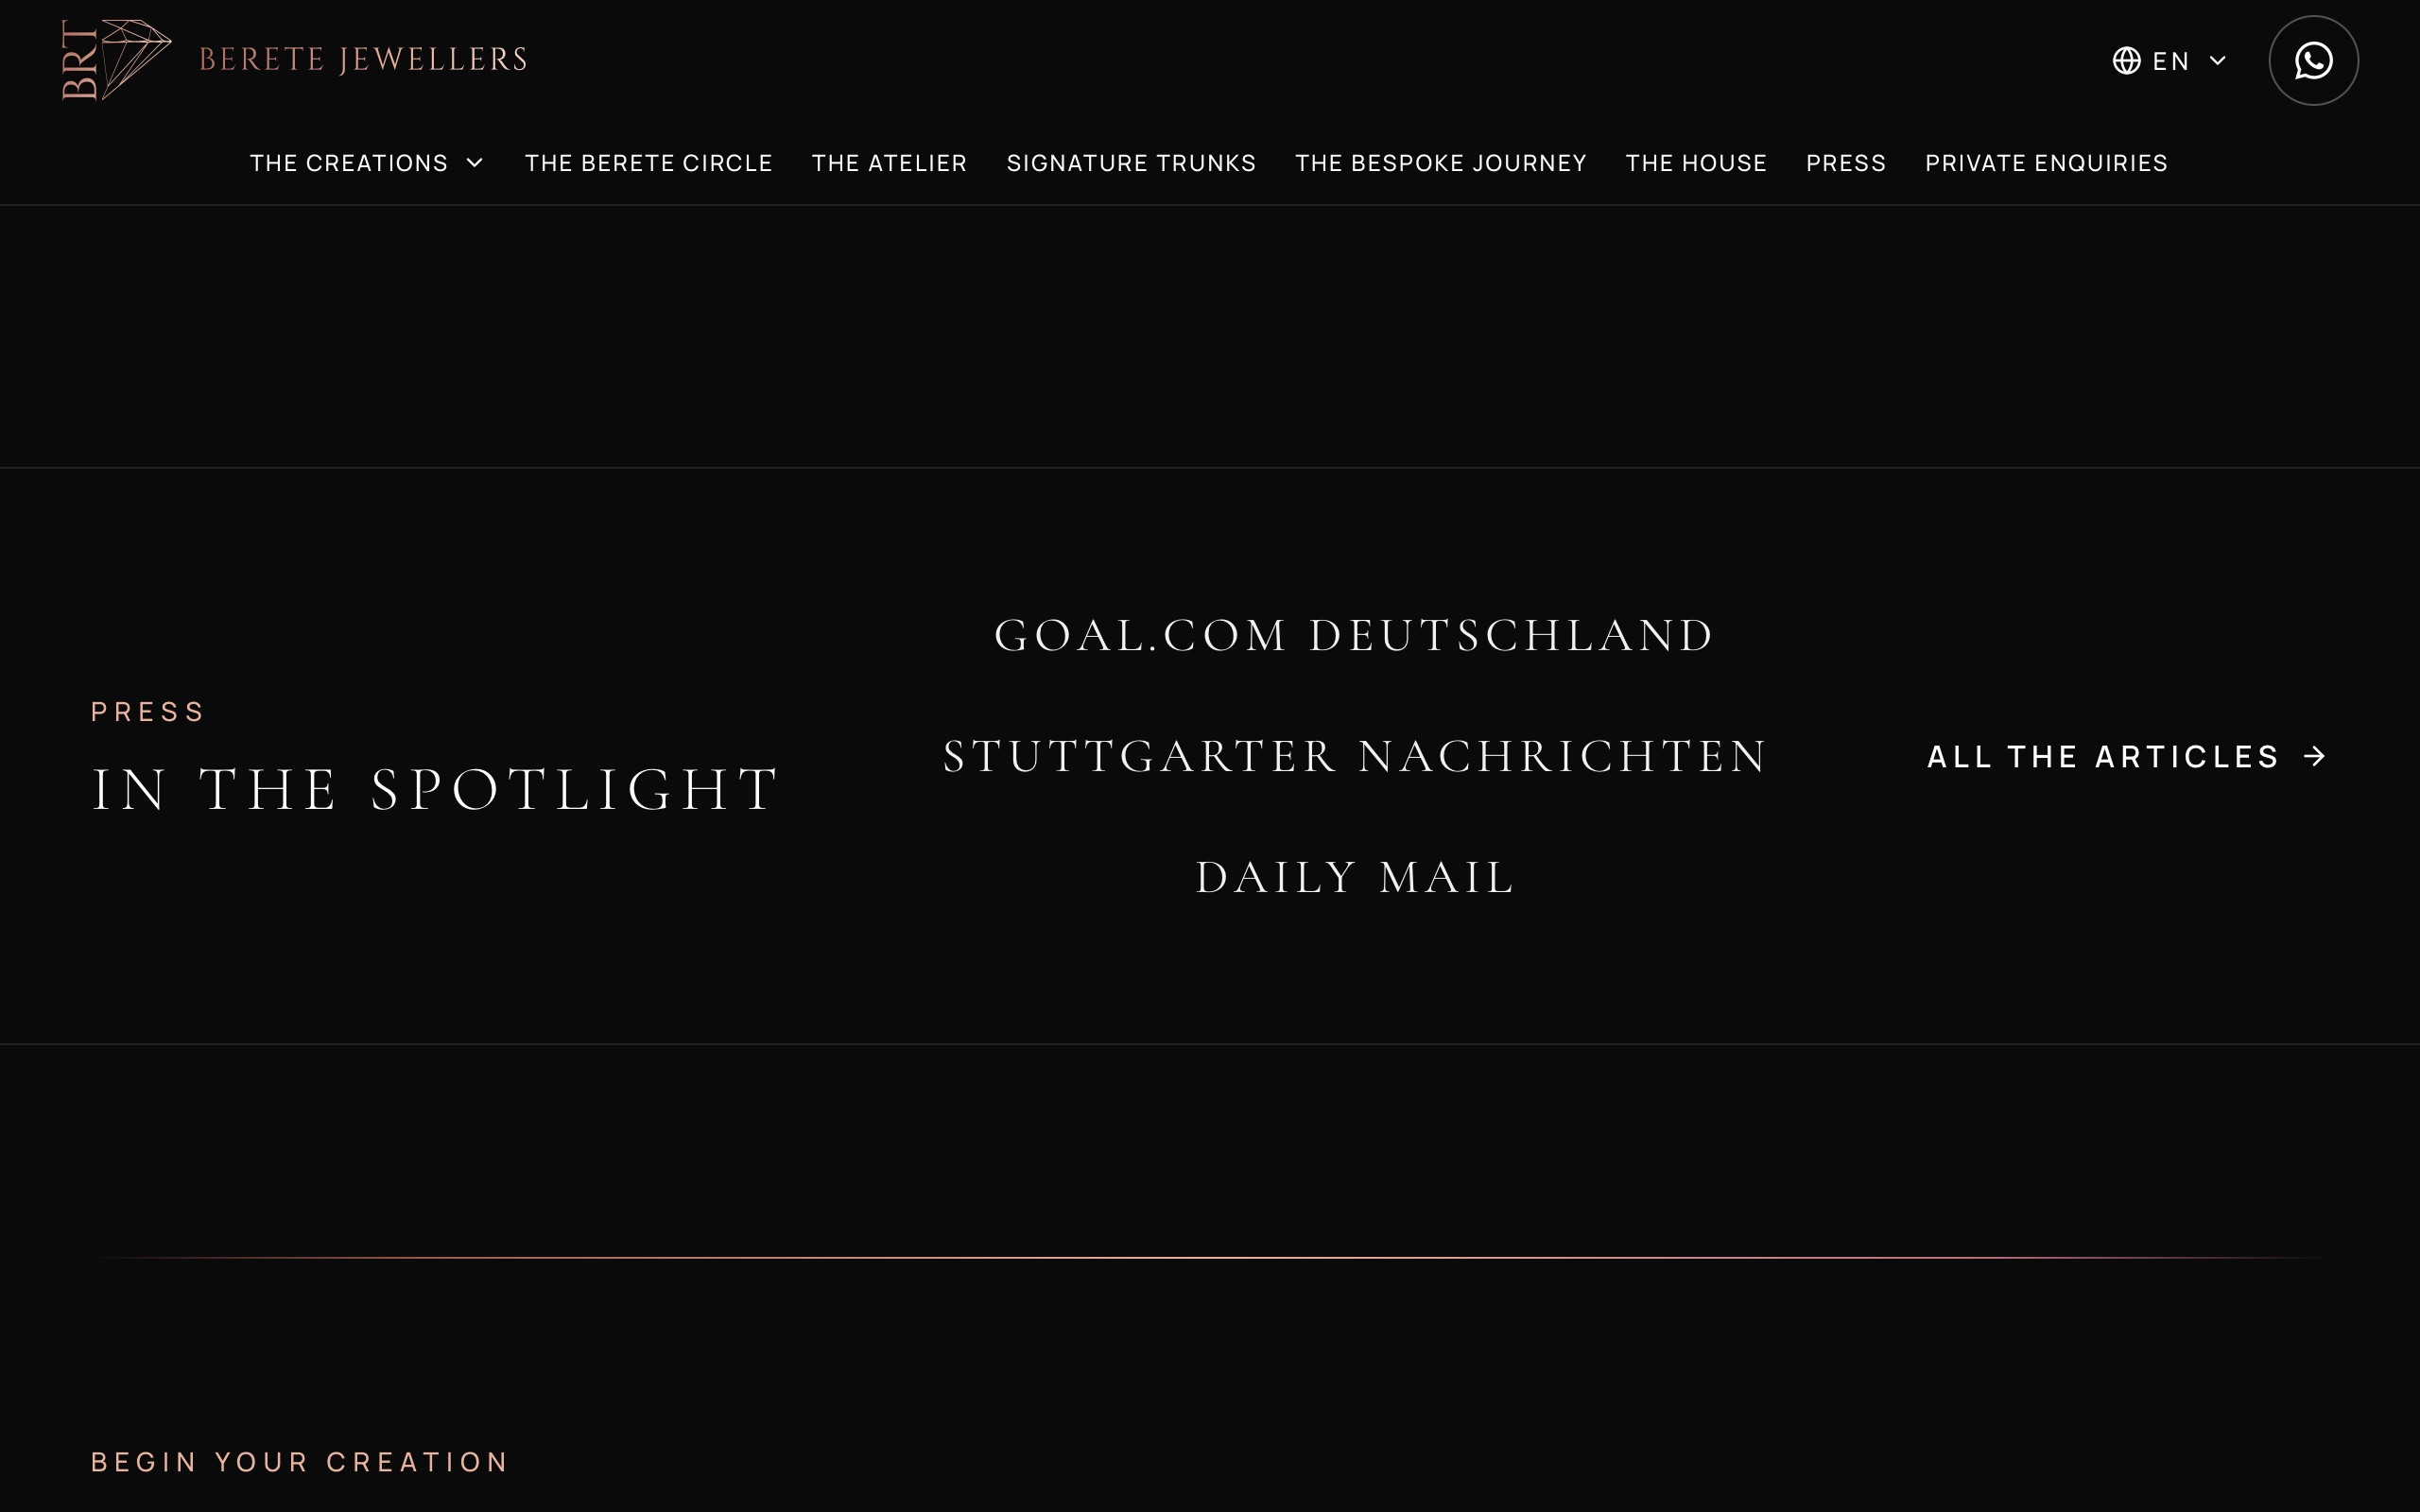 BRT
BERETE JEWELLERS
EN
THE CREATIONS THE BERETE CIRCLE THE ATELIER SIGNATURE TRUNKS THE BESPOKE JOURNEY THE HOUSE PRESS PRIVATE ENQUIRIES
PRESS
IN THE SPOTLIGHT
GOAL.COM DEUTSCHLAND
STUTTGARTER NACHRICHTEN
DAILY MAIL
ALL THE ARTICLES
BEGIN YOUR CREATION